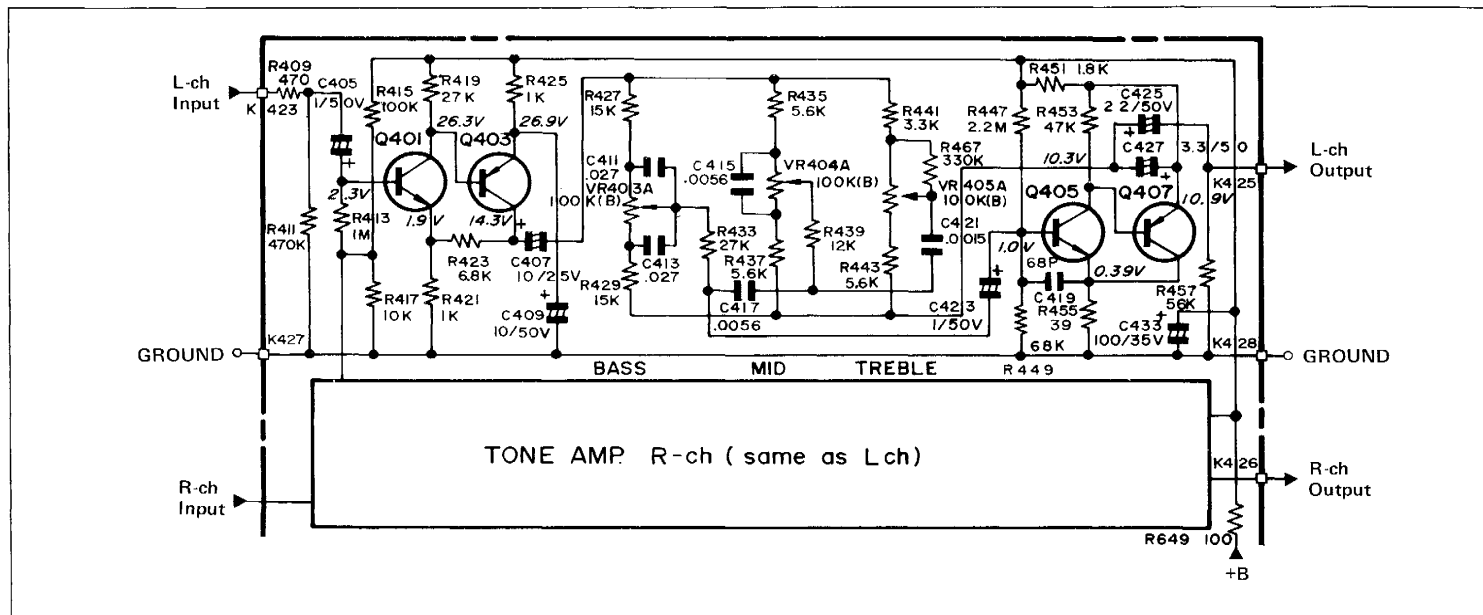 L-ch
Input
K 423
R409
470
C405
1/50V
R415
100K
R419
27K
R425
1K
26.3V
26.9V
Q401
Q403
2.3V
R413
1M
R411
470K
1.9V
14.3V
R423
6.8K
C407
10/25V
R417
10K
R421
1K
C409
10/50V
R427
15K
C411
.027
VR403A
100K(B)
C413
.027
R429
15K
R435
5.6K
C415
.0056
VR404A
100K(B)
R433
27K
R437
5.6K
R439
12K
C417
.0056
R441
3.3K
R467
330K
VR405A
100K(B)
C421
.0015
R443
5.6K
C423
1/50V
R447
2.2M
R451 1.8K
R453
47K
C425
2.2/50V
C427
3.3/50
10.3V
Q405
Q407
10.9V
1.0V
68P
0.39V
C419
R455
39
68K
R449
R457
56K
C433
100/35V
K425
L-ch
Output
GROUND
K427
K428
GROUND
BASS MID TREBLE
TONE AMP. R-ch (same as Lch)
R-ch
Input
K426
R-ch
Output
R649 100
+B